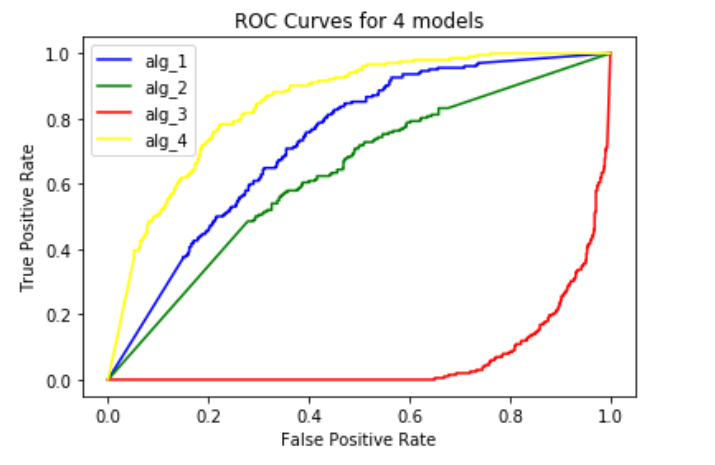 ROC Curves for 4 models
1.0
0.8
0.6
0.4
0.2
0.0
True Positive Rate
alg_1
alg_2
alg_3
alg_4
0.0 0.2 0.4 0.6 0.8 1.0
False Positive Rate